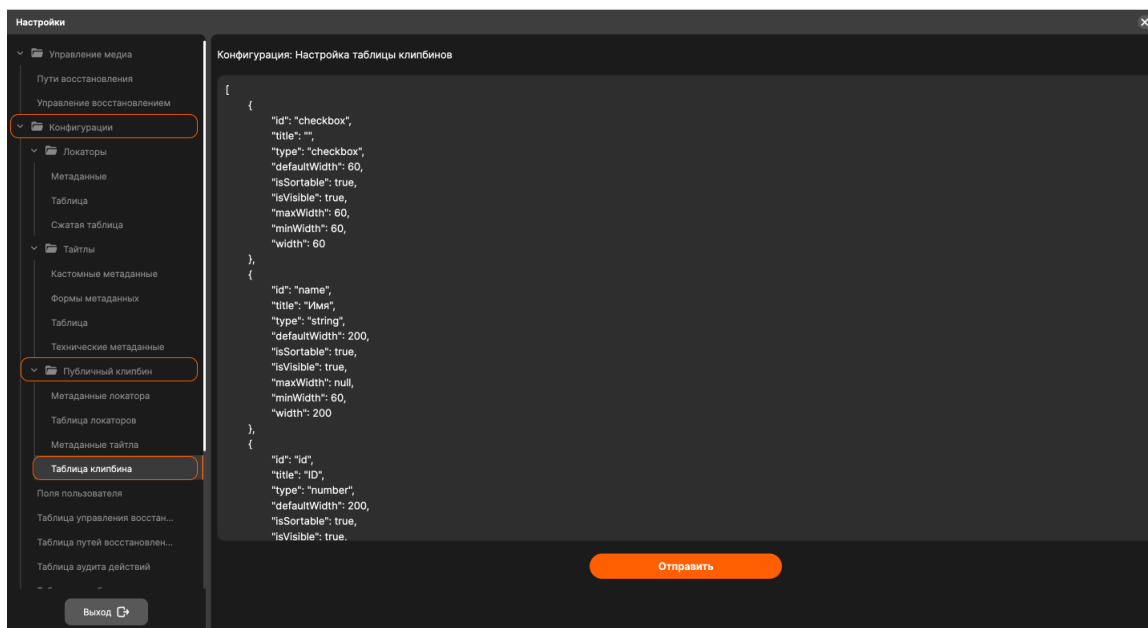 Настройки
Управление медиа
Пути восстановления
Управление восстановлением
Конфигурации
Локаторы
Метаданные
Таблица
Сжатая таблица
Тайтлы
Кастомные метаданные
Формы метаданных
Таблица
Технические метаданные
Публичный клипбин
Метаданные локатора
Таблица локаторов
Метаданные тайтла
Таблица клипбина
Поля пользователя
Таблица управления восстан...
Таблица путей восстановлен...
Таблица аудита действий
Выход
Конфигурация: Настройка таблицы клипбинов
[
{
"id": "checkbox",
"title": "",
"type": "checkbox",
"defaultWidth": 60,
"isSortable": true,
"isVisible": true,
"maxWidth": 60,
"minWidth": 60,
"width": 60
},
{
"id": "name",
"title": "Имя",
"type": "string",
"defaultWidth": 200,
"isSortable": true,
"isVisible": true,
"maxWidth": null,
"minWidth": 60,
"width": 200
},
{
"id": "id",
"title": "ID",
"type": "number",
"defaultWidth": 200,
"isSortable": true,
"isVisible": true,
Отправить